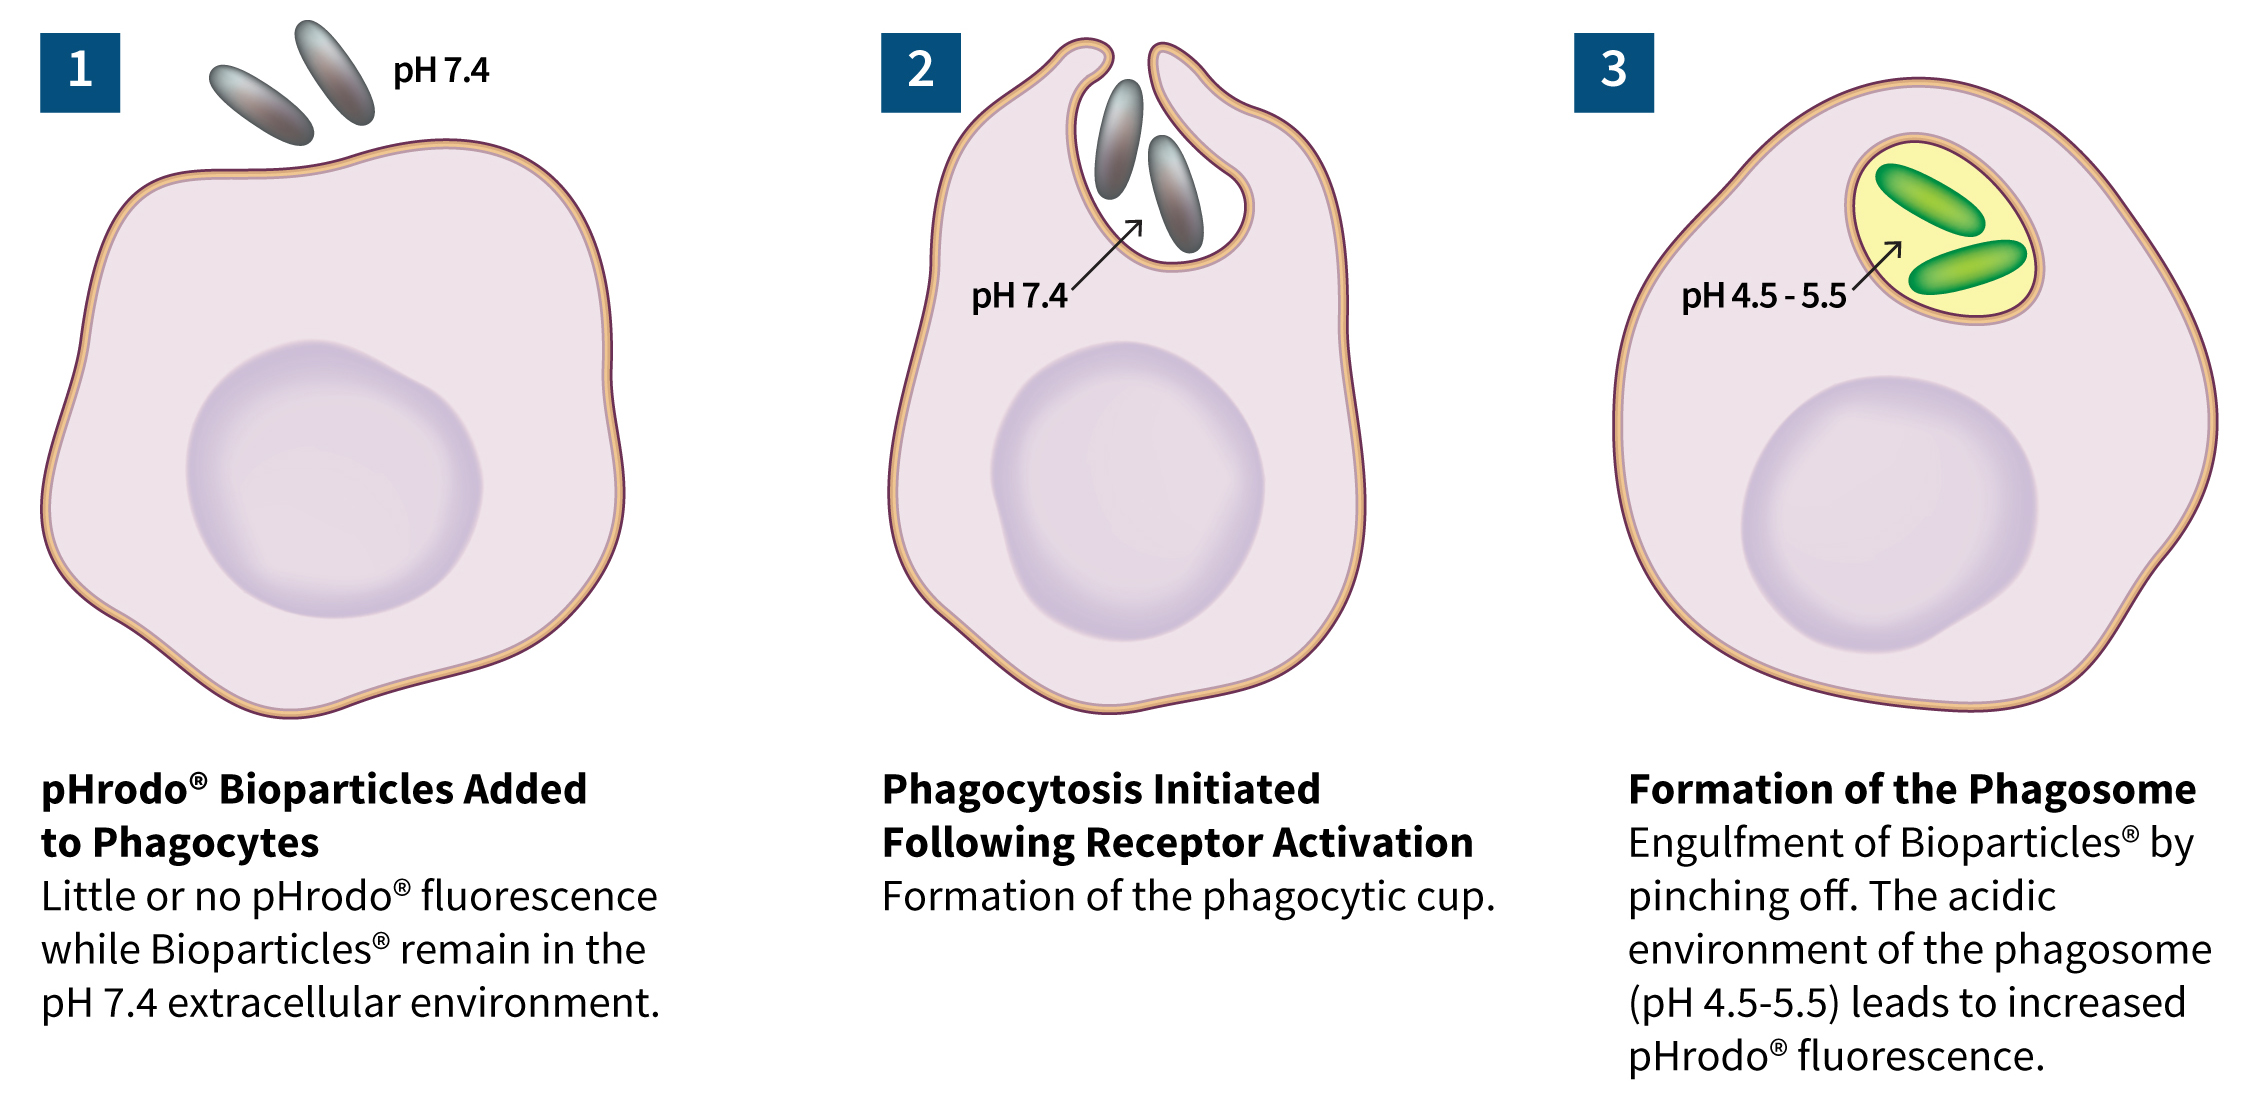 1
pH 7.4
pHrodo® Bioparticles Added
to Phagocytes
Little or no pHrodo® fluorescence
while Bioparticles® remain in the
pH 7.4 extracellular environment.
2
pH 7.4
Phagocytosis Initiated
Following Receptor Activation
Formation of the phagocytic cup.
3
pH 4.5 - 5.5
Formation of the Phagosome
Engulfment of Bioparticles® by
pinching off. The acidic
environment of the phagosome
(pH 4.5-5.5) leads to increased
pHrodo® fluorescence.